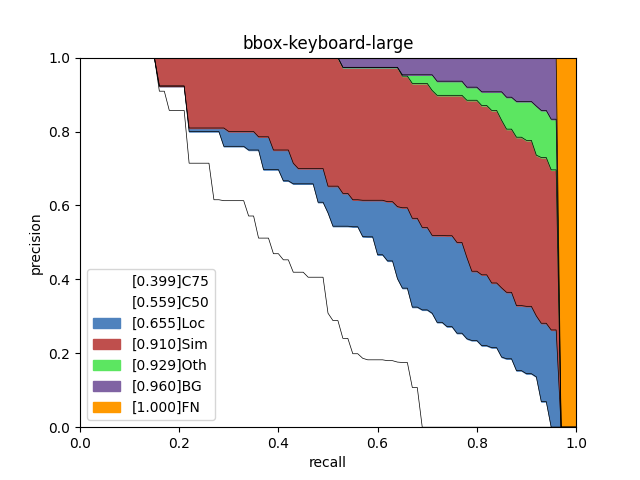 bbox-keyboard-large
precision
1.0
0.8
0.6
0.4
0.2
0.0
[0.399]C75
[0.559]C50
[0.655]Loc
[0.910]Sim
[0.929]Oth
[0.960]BG
[1.000]FN
0.0 0.2 0.4 0.6 0.8 1.0
recall